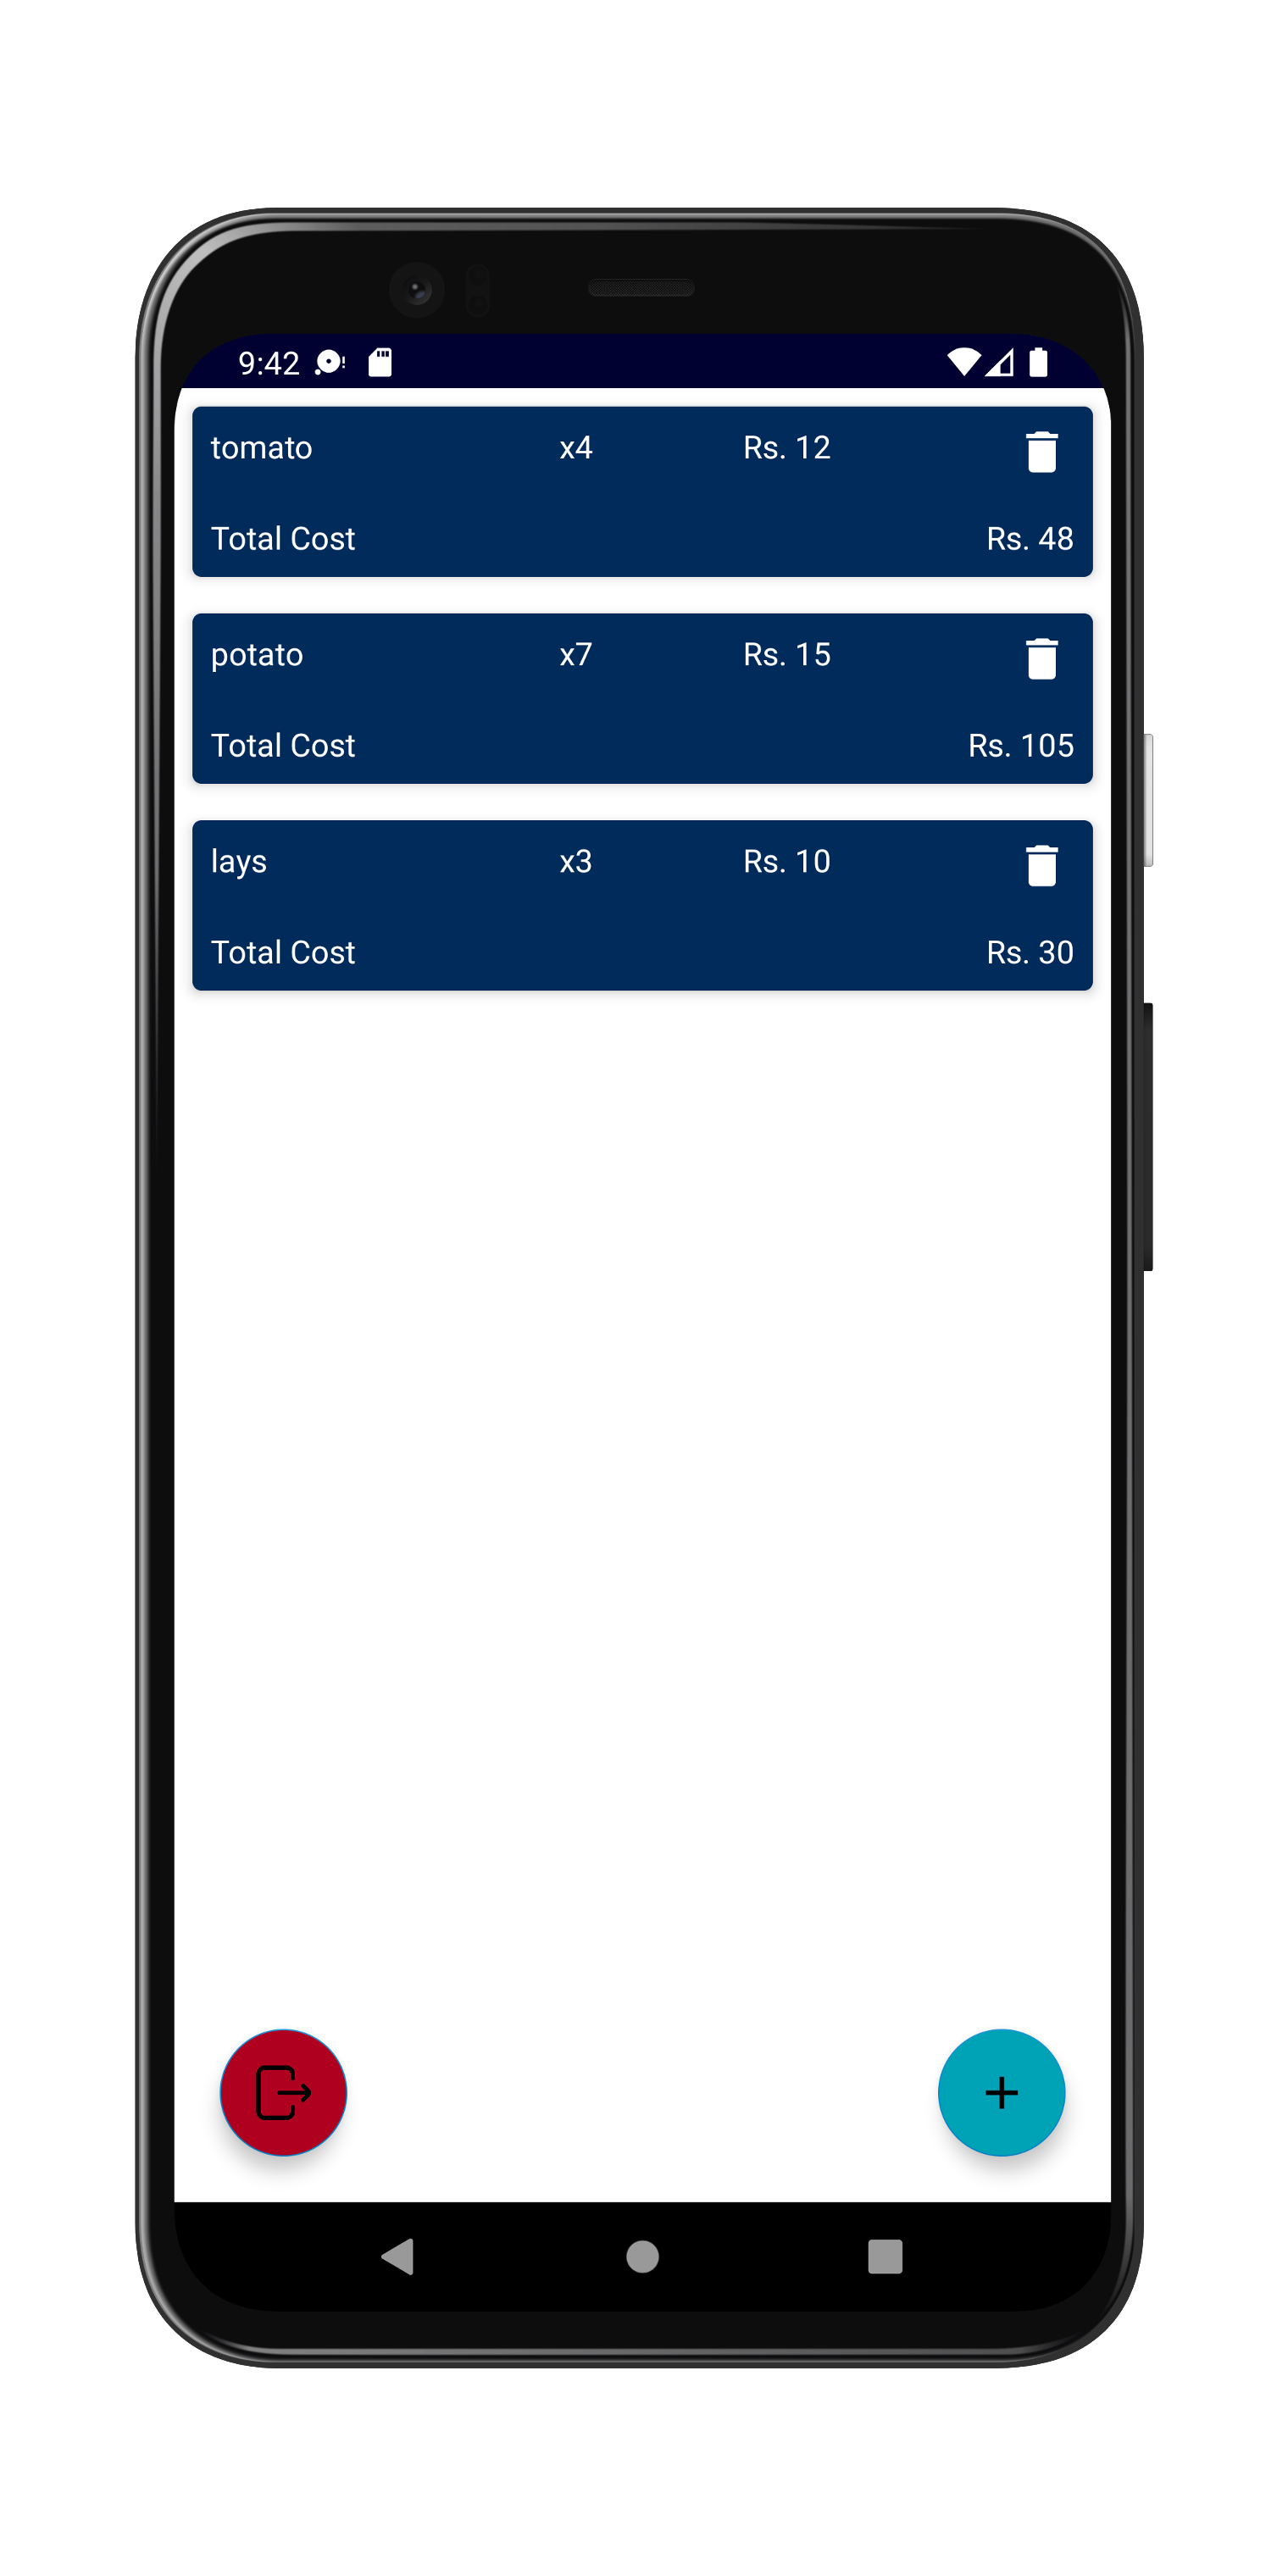 9:42
tomato x4 Rs. 12
Total Cost Rs. 48
potato x7 Rs. 15
Total Cost Rs. 105
lays x3 Rs. 10
Total Cost Rs. 30